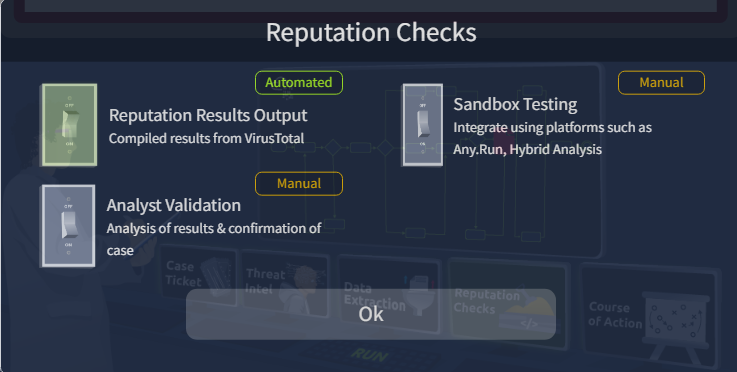 Reputation Checks
Automated
Reputation Results Output
Compiled results from VirusTotal
Manual
Sandbox Testing
Integrate using platforms such as
Any.Run, Hybrid Analysis
Manual
Analyst Validation
Analysis of results & confirmation of
case
Case
Ticket
Threat
Intel
Data
Extraction
Reputation
Checks
Course
of Action
Ok
RUN